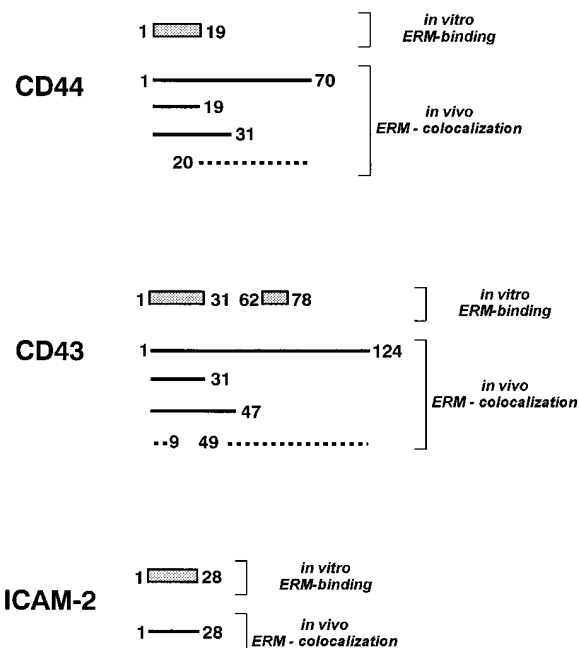 1 19 in vitro
ERM-binding
CD44
1 70
19 in vivo
31 ERM - colocalization
20
1 31 62 78 in vitro
ERM-binding
CD43
1 124
31 in vivo
47 ERM - colocalization
9 49
ICAM-2
1 28 in vitro
ERM-binding
1 28 in vivo
ERM - colocalization